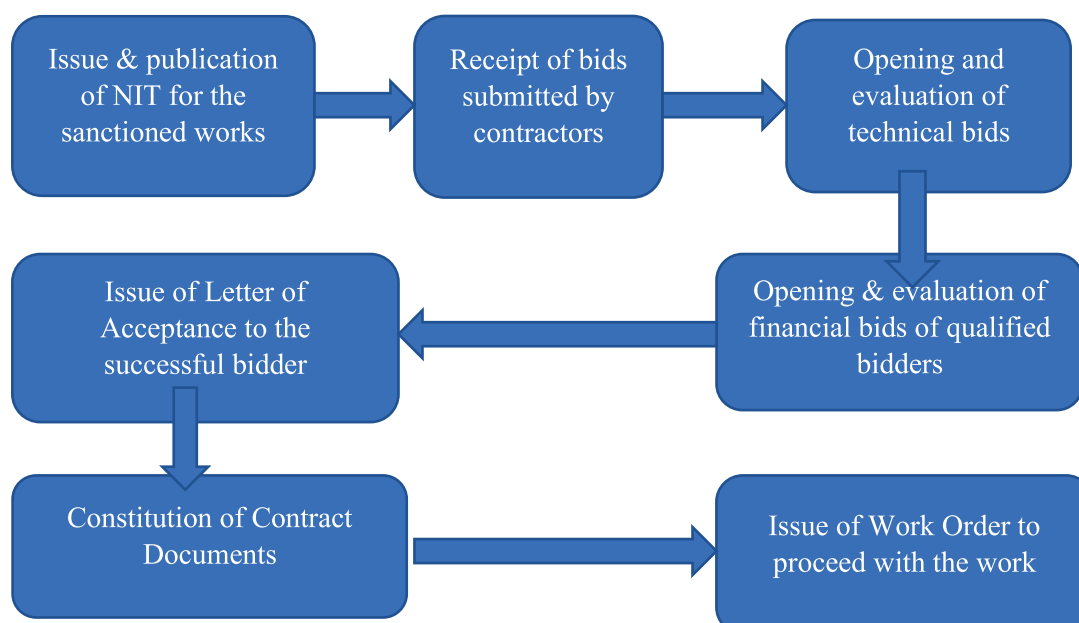 Issue & publication
of NIT for the
sanctioned works
Receipt of bids
submitted by
contractors
Opening and
evaluation of
technical bids
Opening & evaluation of
financial bids of qualified
bidders
Issue of Letter of
Acceptance to the
successful bidder
Constitution of Contract
Documents
Issue of Work Order to
proceed with the work